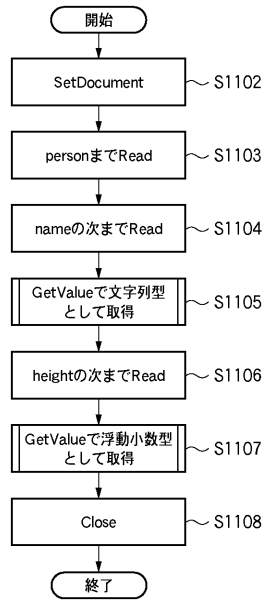 開始
SetDocument
S1102
personまでRead
S1103
nameの次までRead
S1104
GetValueで文字列型
として取得
S1105
heightの次までRead
S1106
GetValueで浮動小数型
として取得
S1107
Close
S1108
終了